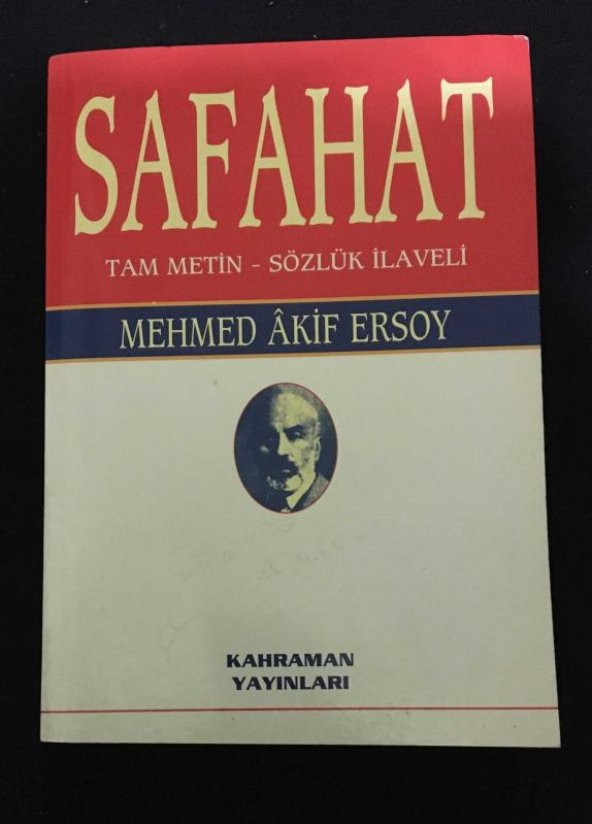 SAFAHAT
TAM METİN - SÖZLÜK İLAVELİ
MEHMED ÂKİF ERSOY
KAHRAMAN
YAYINLARI